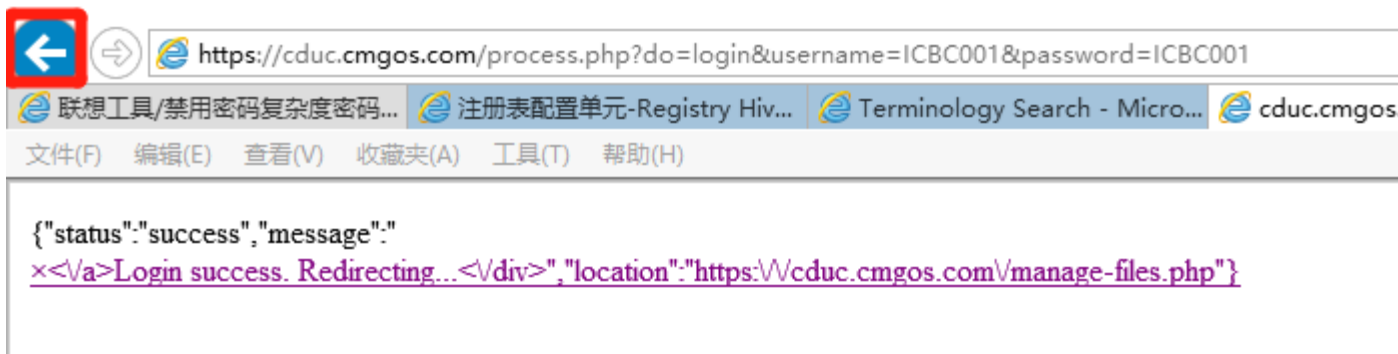 https://cduc.cmgos.com/process.php?do=login&username=ICBC001&password=ICBC001
联想工具/禁用密码复杂度密码... 注册表配置单元-Registry Hiv... Terminology Search - Micro... cduc.cmgos
文件(F) 编辑(E) 查看(V) 收藏夹(A) 工具(T) 帮助(H)
{"status":"success","message":"
×<\/a>Login success. Redirecting...<\/div>","location":"https:\/\/cduc.cmgos.com\/manage-files.php"}